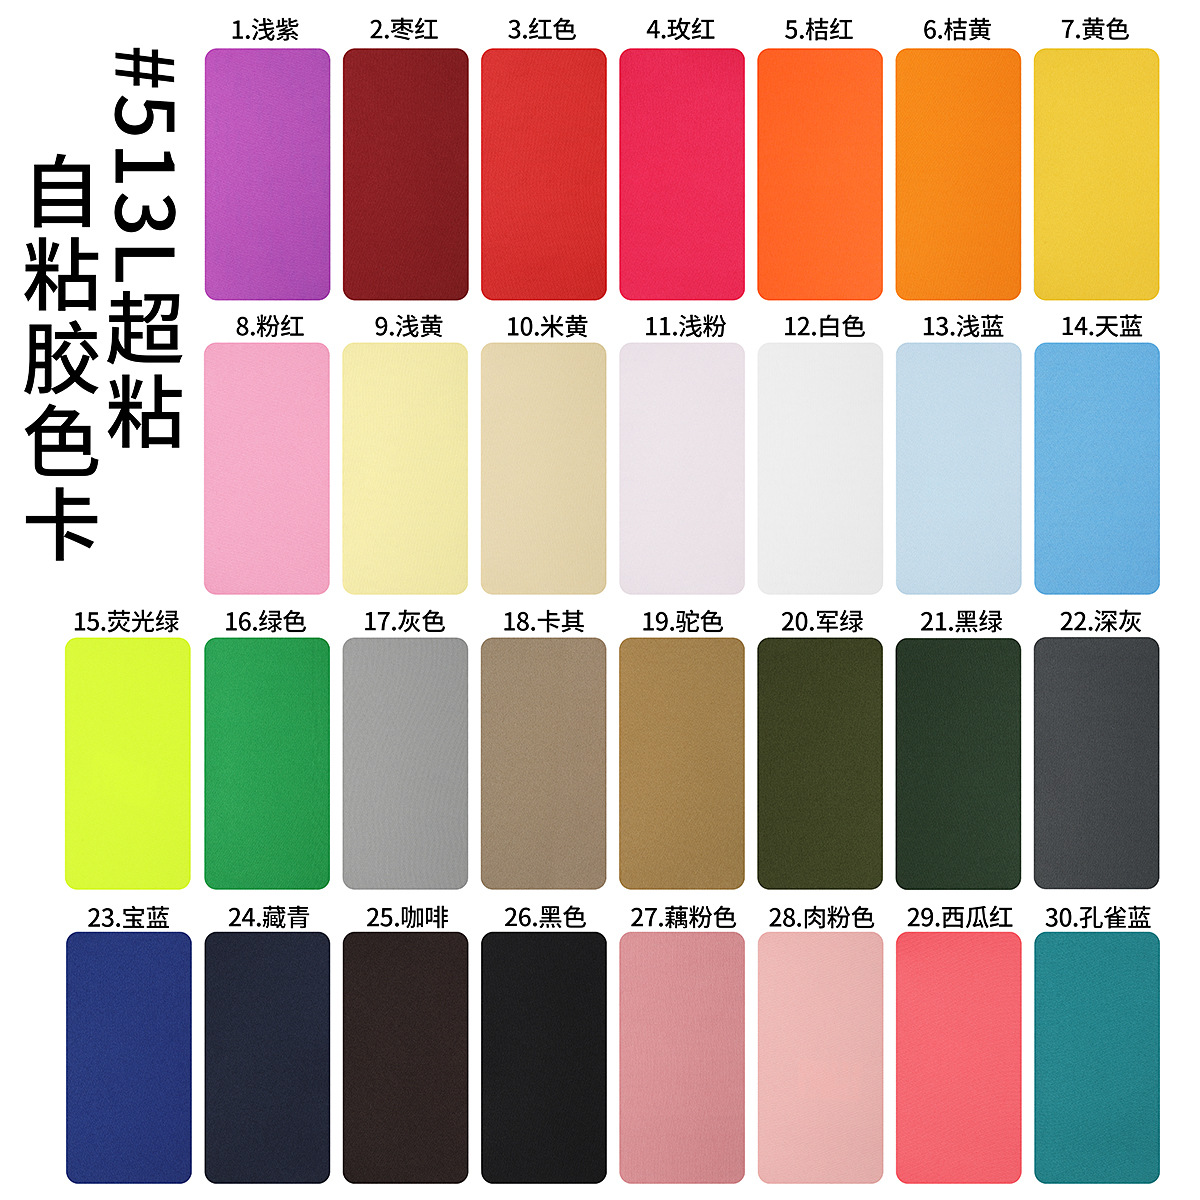 #513L超粘
自粘胶色卡
1.浅紫
2.枣红
3.红色
4.玫红
5.桔红
6.桔黄
7.黄色
8.粉红
9.浅黄
10.米黄
11.浅粉
12.白色
13.浅蓝
14.天蓝
15.荧光绿
16.绿色
17.灰色
18.卡其
19.驼色
20.军绿
21.黑绿
22.深灰
23.宝蓝
24.藏青
25.咖啡
26.黑色
27.藕粉色
28.肉粉色
29.西瓜红
30.孔雀蓝